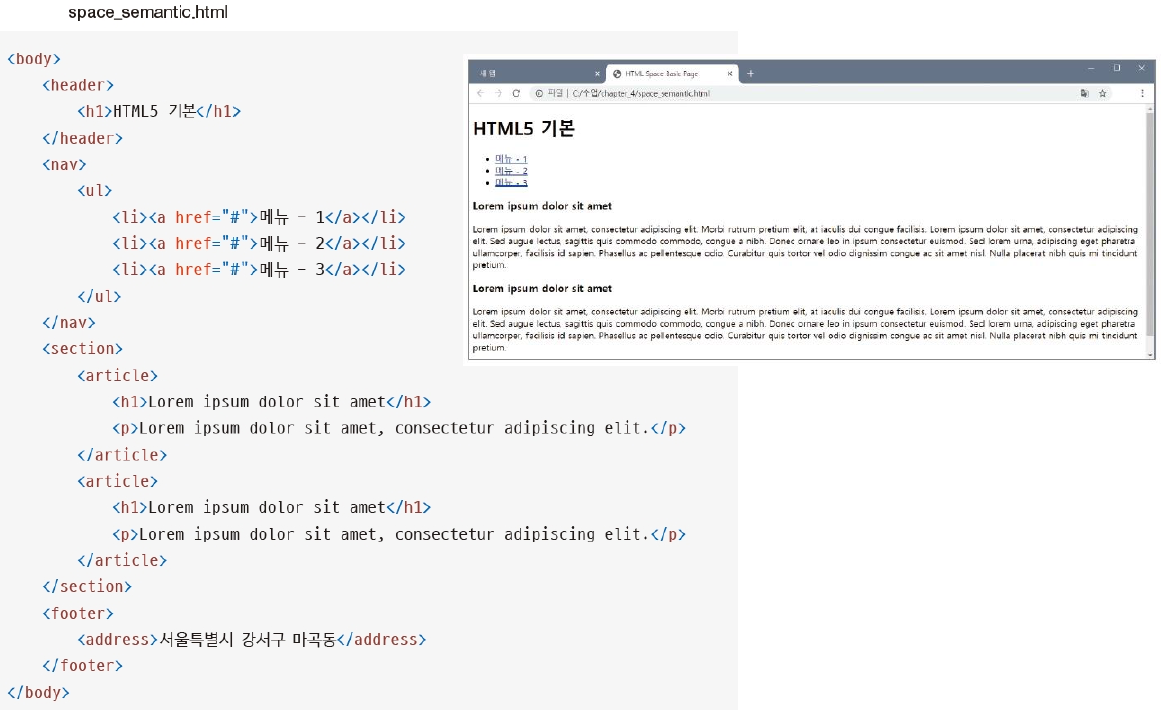 space_semantic.html
<body>
<header>
<h1>HTML5 기본</h1>
</header>
<nav>
<ul>
<li><a href="#">메뉴 - 1</a></li>
<li><a href="#">메뉴 - 2</a></li>
<li><a href="#">메뉴 - 3</a></li>
</ul>
</nav>
<section>
<article>
<h1>Lorem ipsum dolor sit amet</h1>
<p>Lorem ipsum dolor sit amet, consectetur adipiscing elit.</p>
</article>
<article>
<h1>Lorem ipsum dolor sit amet</h1>
<p>Lorem ipsum dolor sit amet, consectetur adipiscing elit.</p>
</article>
</section>
<footer>
<address>서울특별시 강서구 마곡동</address>
</footer>
</body>
새 탭
HTML Space Basic Page
파일 | C:/수업/chapter_4/space_semantic.html
HTML5 기본
메뉴 - 1
메뉴 - 2
메뉴 - 3
Lorem ipsum dolor sit amet
Lorem ipsum dolor sit amet, consectetur adipiscing elit. Morbi rutrum pretium elit, at iaculis dui congue facilisis. Lorem ipsum dolor sit amet, consectetur adipiscing
elit. Sed augue lectus, sagittis quis commodo commodo, congue a nibh. Donec ornare leo in ipsum consectetur euismod. Sed lorem urna, adipiscing eget pharetra
ullamcorper, facilisis id sapien. Phasellus ac pellentesque odio. Curabitur quis tortor vel odio dignissim congue ac sit amet nisl. Nulla placerat nibh quis mi tincidunt
pretium.
Lorem ipsum dolor sit amet
Lorem ipsum dolor sit amet, consectetur adipiscing elit. Morbi rutrum pretium elit, at iaculis dui congue facilisis. Lorem ipsum dolor sit amet, consectetur adipiscing
elit. Sed augue lectus, sagittis quis commodo commodo, congue a nibh. Donec ornare leo in ipsum consectetur euismod. Sed lorem urna, adipiscing eget pharetra
ullamcorper, facilisis id sapien. Phasellus ac pellentesque odio. Curabitur quis tortor vel odio dignissim congue ac sit amet nisl. Nulla placerat nibh quis mi tincidunt
pretium.